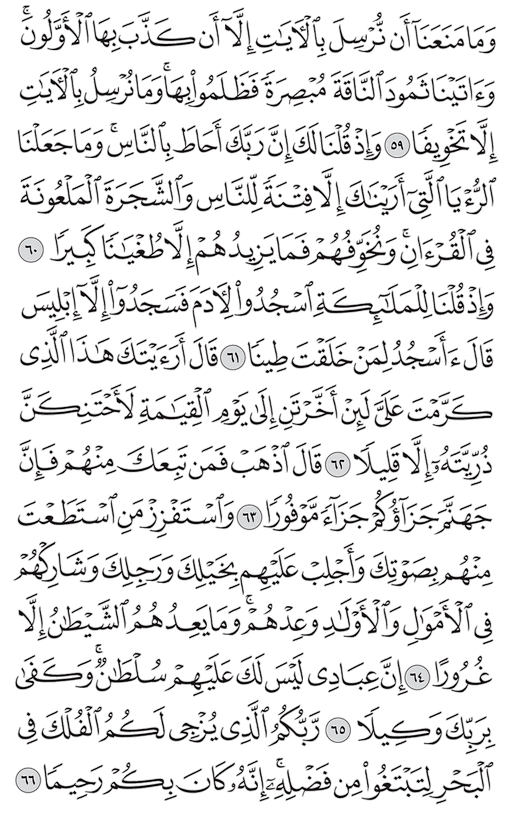 وَمَا مَنَعَنَآ أَن نُّرْسِلَ بِٱلْأَيَٰتِ إِلَّآ أَن كَذَّبَ بِهَا ٱلْأَوَّلُونَۚ
وَءَاتَيْنَا ثَمُودَ ٱلنَّاقَةَ مُبْصِرَةً فَظَلَمُوا۟ بِهَاۚ وَمَا نُرْسِلُ بِٱلْأَيَٰتِ
إِلَّا تَخْوِيفًا ٥٩ وَإِذْ قُلْنَا لَكَ إِنَّ رَبَّكَ أَحَاطَ بِٱلنَّاسِۚ وَمَا جَعَلْنَا
ٱلرُّءْيَا ٱلَّتِىٓ أَرَيْنَٰكَ إِلَّا فِتْنَةً لِّلنَّاسِ وَٱلشَّجَرَةَ ٱلْمَلْعُونَةَ
فِى ٱلْقُرْءَانِۚ وَنُخَوِّفُهُمْ فَمَا يَزِيدُهُمْ إِلَّا طُغْيَٰنًا كَبِيرًا ٦٠
وَإِذْ قُلْنَا لِلْمَلَٰٓئِكَةِ ٱسْجُدُوا۟ لِأَدَمَ فَسَجَدُوٓا۟ إِلَّآ إِبْلِيسَ
قَالَ ءَأَسْجُدُ لِمَنْ خَلَقْتَ طِينًا ٦١ قَالَ أَرَءَيْتَكَ هَٰذَا ٱلَّذِى
كَرَّمْتَ عَلَىَّ لَئِنْ أَخَّرْتَنِ إِلَىٰ يَوْمِ ٱلْقِيَٰمَةِ لَأَحْتَنِكَنَّ
ذُرِّيَّتَهُۥٓ إِلَّا قَلِيلًا ٦٢ قَالَ ٱذْهَبْ فَمَن تَبِعَكَ مِنْهُمْ فَإِنَّ
جَهَنَّمَ جَزَآؤُكُمْ جَزَآءً مَّوْفُورًا ٦٣ وَٱسْتَفْزِزْ مَنِ ٱسْتَطَعْتَ
مِنْهُم بِصَوْتِكَ وَأَجْلِبْ عَلَيْهِم بِخَيْلِكَ وَرَجِلِكَ وَشَارِكْهُمْ
فِى ٱلْأَمْوَٰلِ وَٱلْأَوْلَٰدِ وَعِدْهُمْۚ وَمَا يَعِدُهُمُ ٱلشَّيْطَٰنُ إِلَّا
غُرُورًا ٦٤ إِنَّ عِبَادِى لَيْسَ لَكَ عَلَيْهِمْ سُلْطَٰنٌۚ وَكَفَىٰ
بِرَبِّكَ وَكِيلًا ٦٥ رَّبُّكُمُ ٱلَّذِى يُزْجِى لَكُمُ ٱلْفُلْكَ فِى
ٱلْبَحْرِ لِتَبْتَغُوا۟ مِن فَضْلِهِۦٓۚ إِنَّهُۥ كَانَ بِكُمْ رَحِيمًا ٦٦